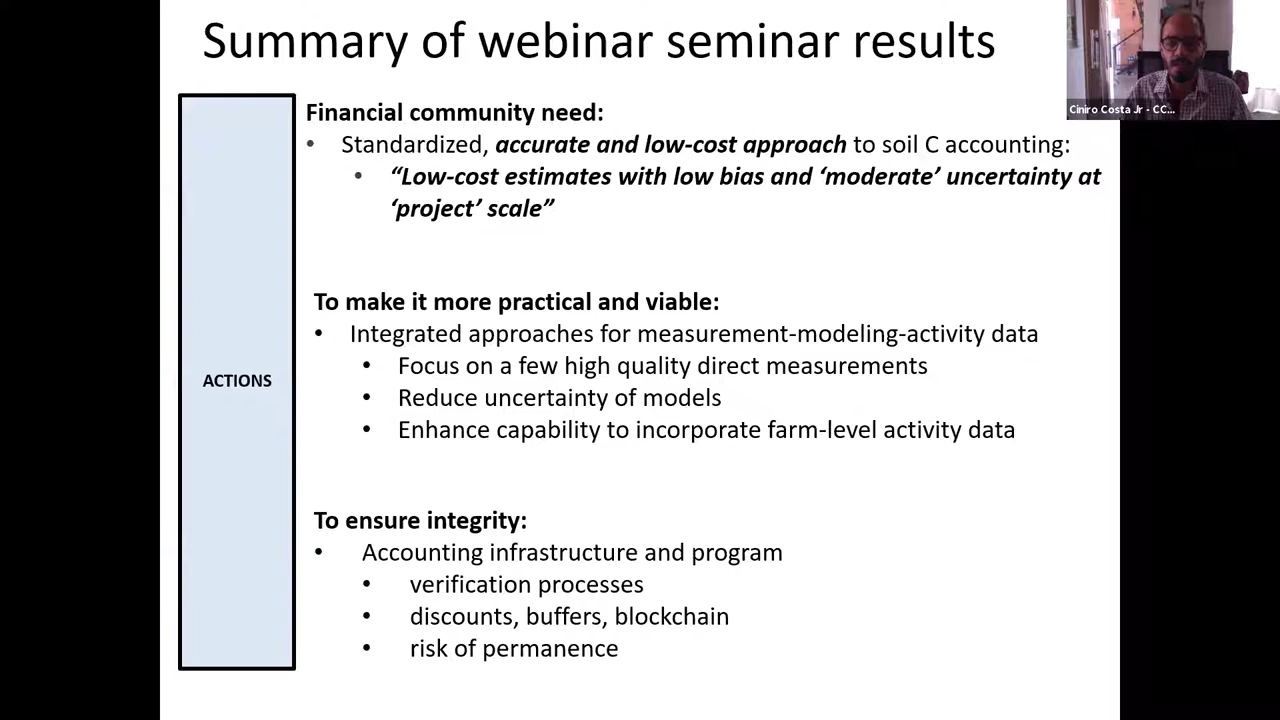 Summary of webinar seminar results
Ciniro Costa Jr - CC...
Financial community need:
• Standardized, accurate and low-cost approach to soil C accounting:
• “Low-cost estimates with low bias and ‘moderate’ uncertainty at
‘project’ scale”
To make it more practical and viable:
• Integrated approaches for measurement-modeling-activity data
• Focus on a few high quality direct measurements
• Reduce uncertainty of models
• Enhance capability to incorporate farm-level activity data
ACTIONS
To ensure integrity:
• Accounting infrastructure and program
• verification processes
• discounts, buffers, blockchain
• risk of permanence